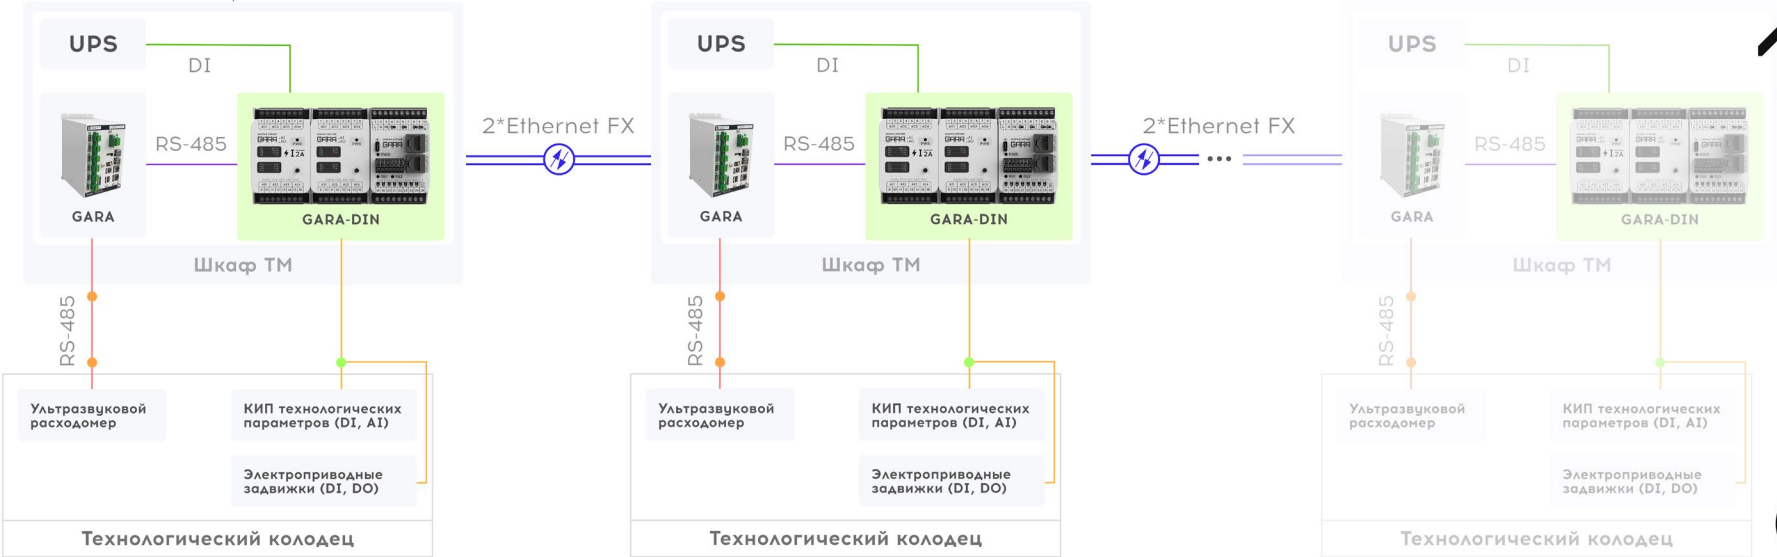 UPS
DI
RS-485
GARA
GARA-DIN
Шкаф ТМ
RS-485
Ультразвуковой
расходомер
КИП технологических
параметров (DI, AI)
Электроприводные
задвижки (DI, DO)
Технологический колодец
2*Ethernet FX
UPS
DI
RS-485
GARA
GARA-DIN
Шкаф ТМ
RS-485
Ультразвуковой
расходомер
КИП технологических
параметров (DI, AI)
Электроприводные
задвижки (DI, DO)
Технологический колодец
2*Ethernet FX
UPS
DI
RS-485
GARA
GARA-DIN
Шкаф ТМ
RS-485
Ультразвуковой
расходомер
КИП технологических
параметров (DI, AI)
Электроприводные
задвижки (DI, DO)
Технологический колодец